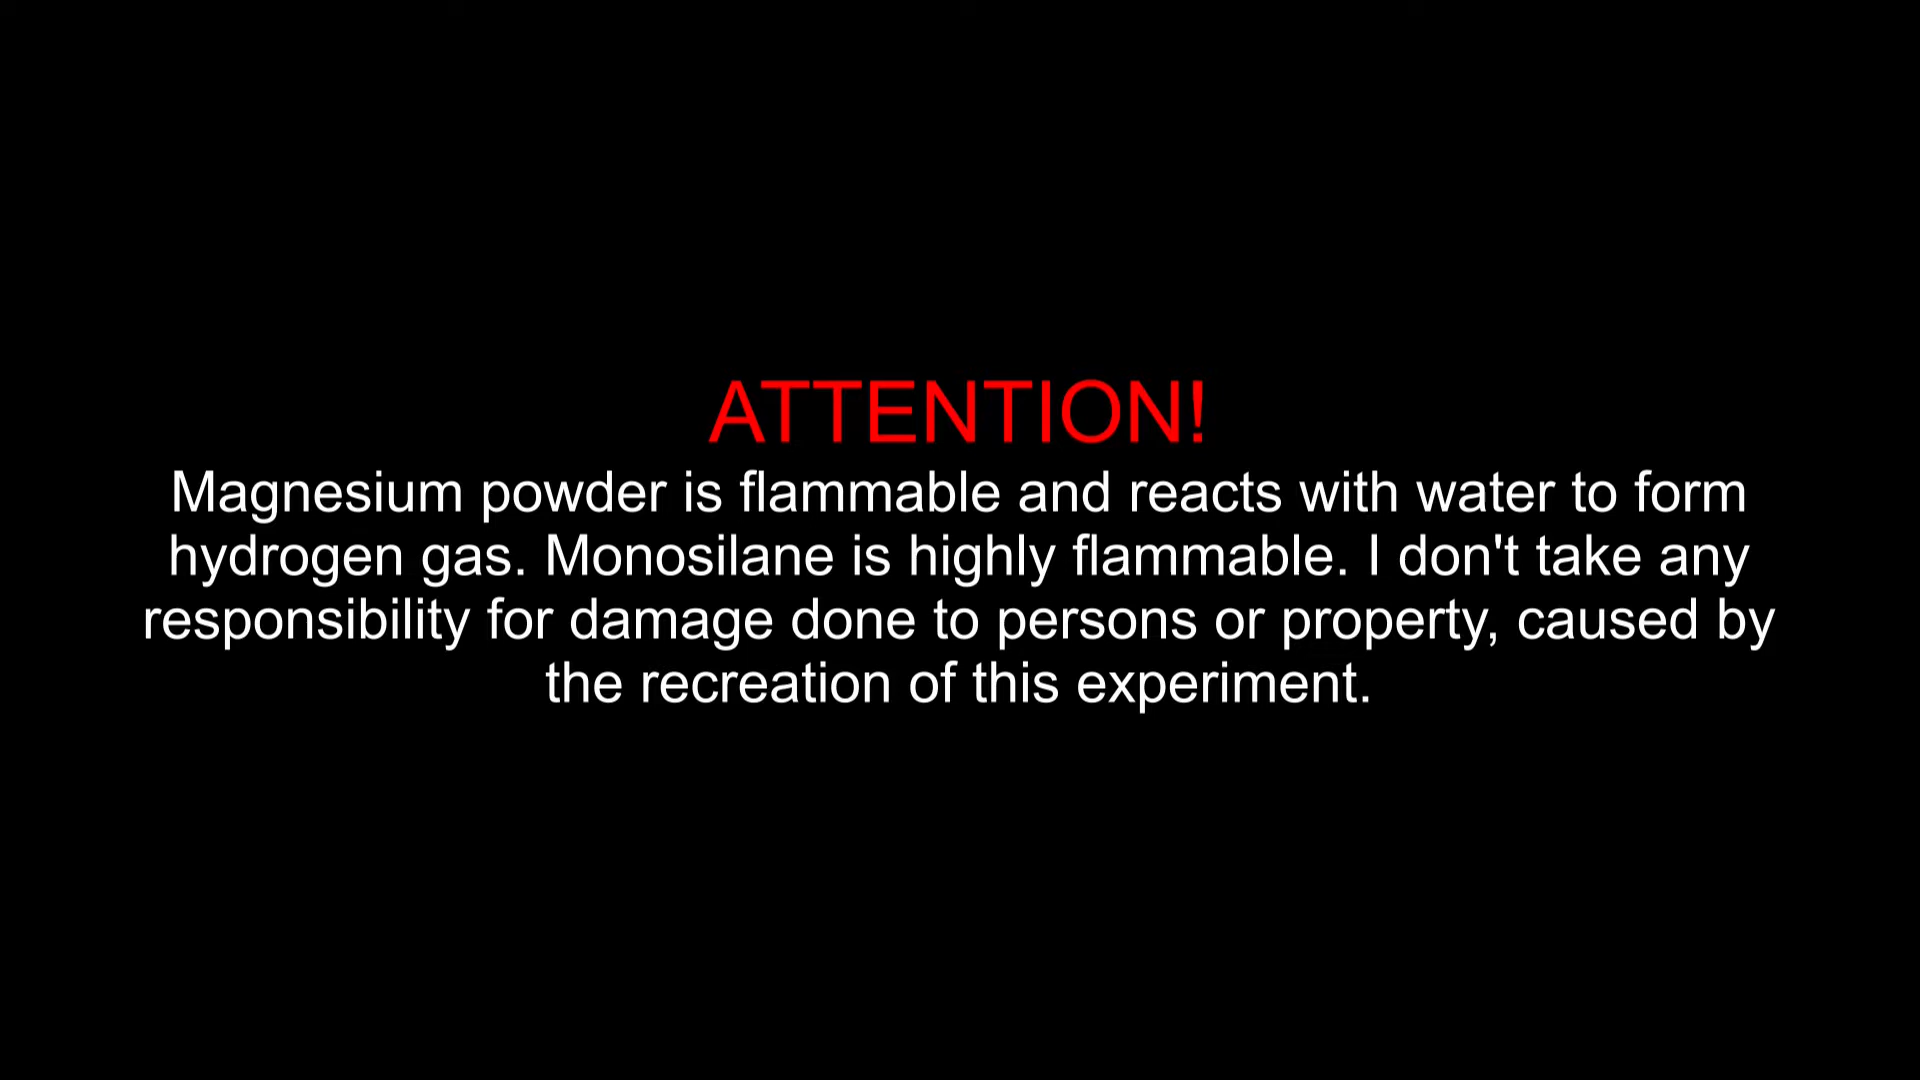 ATTENTION!
Magnesium powder is flammable and reacts with water to form
hydrogen gas. Monosilane is highly flammable. I don't take any
responsibility for damage done to persons or property, caused by
the recreation of this experiment.